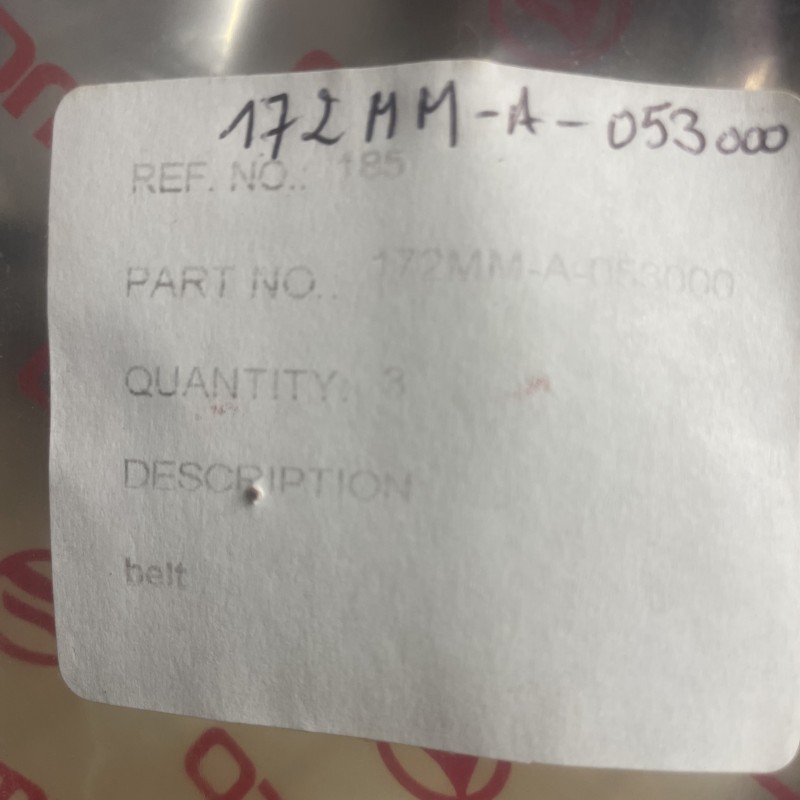 172MM-A-053000
REF. NO.: 185
PART NO.: 172MM-A-053000
QUANTITY: 3
DESCRIPTION
belt